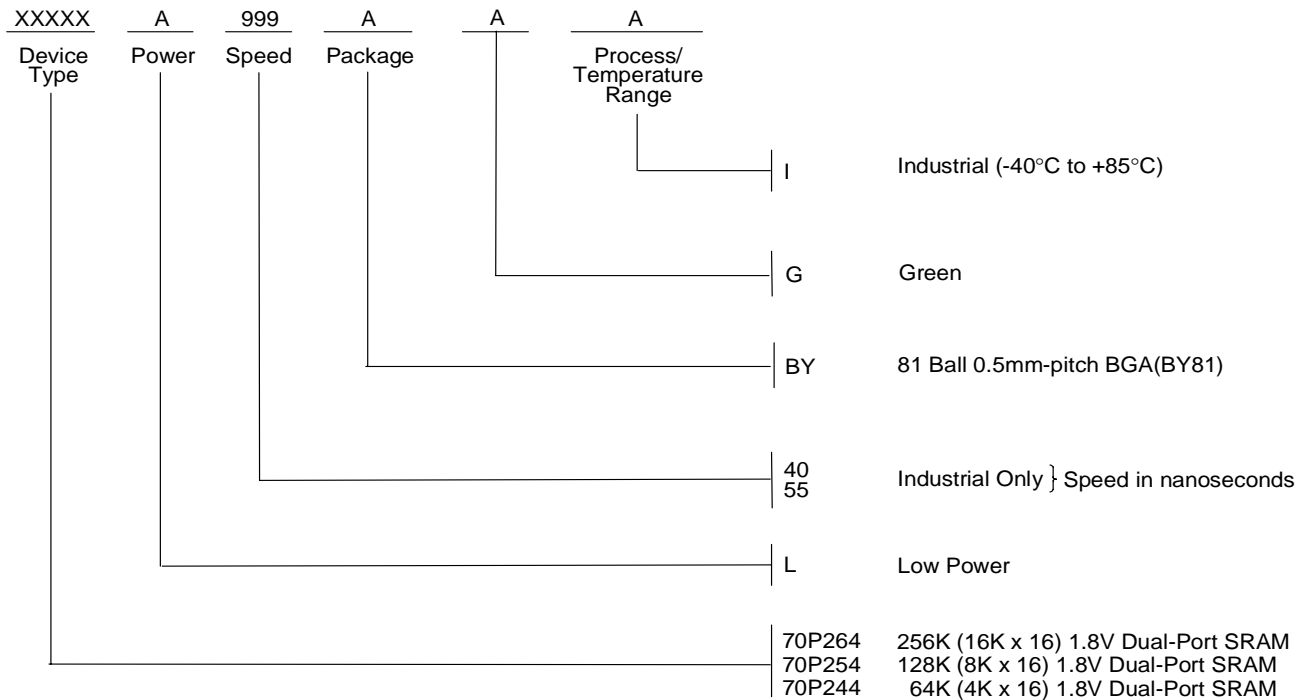 XXXXX A 999 A A A
Device Type Power Speed Package Process/ Temperature Range
I Industrial (-40°C to +85°C)
G Green
BY 81 Ball 0.5mm-pitch BGA(BY81)
40
55
Industrial Only } Speed in nanoseconds
L Low Power
70P264 256K (16K x 16) 1.8V Dual-Port SRAM
70P254 128K (8K x 16) 1.8V Dual-Port SRAM
70P244 64K (4K x 16) 1.8V Dual-Port SRAM